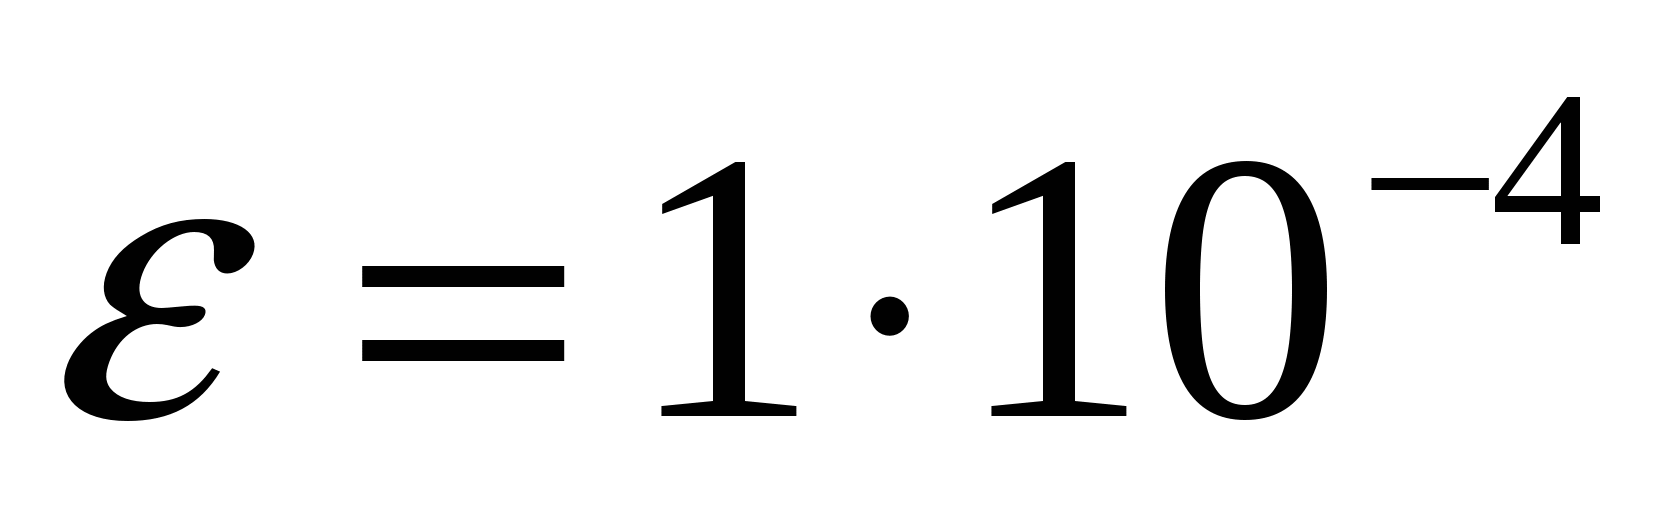 ε = 1 · 10⁻⁴